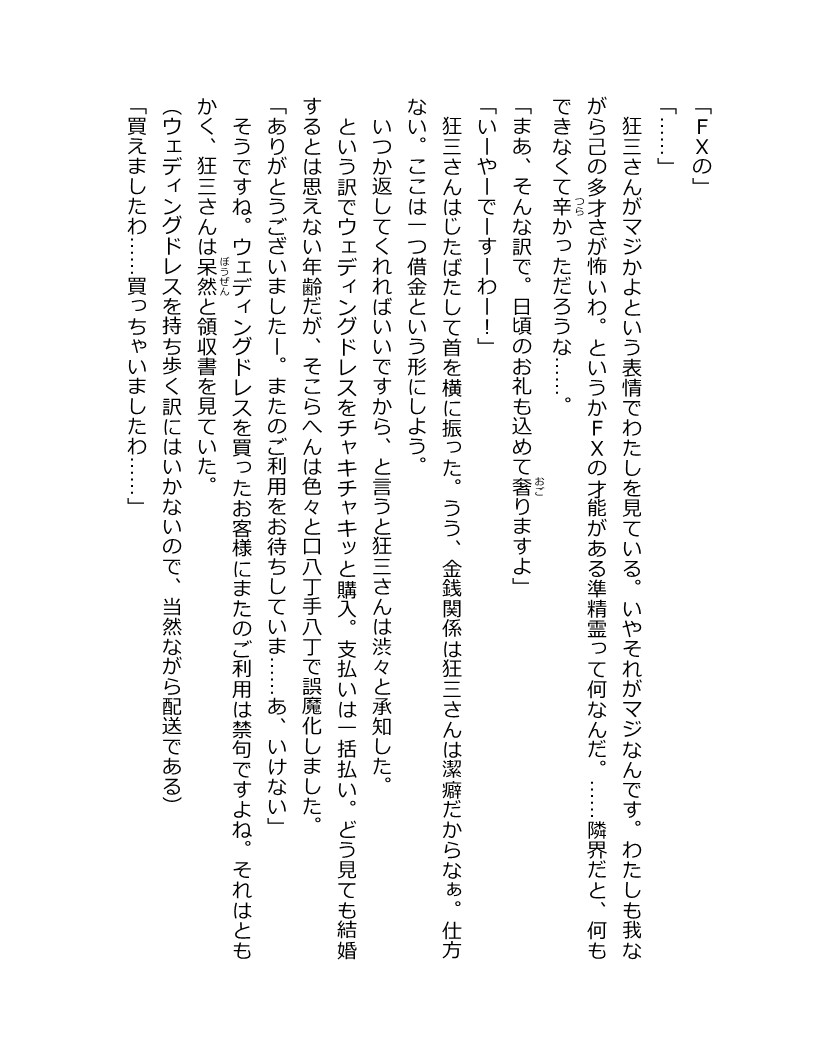 「ＦＸの」
「……」
狂三さんがマジかよという表情でわたしを見ている。いやそれがマジなんです。わたしも我な
がら己の多才さが怖いわ。というかＦＸの才能がある準精霊って何なんだ。……隣界だと、何も
できなくて辛かっただろうな……。
つら
「まあ、そんな訳で。日頃のお礼も込めて奢りますよ」
おご
「いーやーでーすーわー！」
狂三さんはじたばたして首を横に振った。うう、金銭関係は狂三さんは潔癖だからなぁ。仕方
ない。ここは一つ借金という形にしよう。
いつか返してくれればいいですから、と言うと狂三さんは渋々と承知した。
という訳でウェディングドレスをチャキチャキッと購入。支払いは一括払い。どう見ても結婚
するとは思えない年齢だが、そこらへんは色々と口八丁手八丁で誤魔化しました。
「ありがとうございましたー。またのご利用をお待ちしていま……あ、いけない」
そうですね。ウェディングドレスを買ったお客様にまたのご利用は禁句ですよね。それはとも
かく、狂三さんは呆然と領収書を見ていた。
ぼうぜん
（ウェディングドレスを持ち歩く訳にはいかないので、当然ながら配送である）
「買えましたわ……買っちゃいましたわ……」